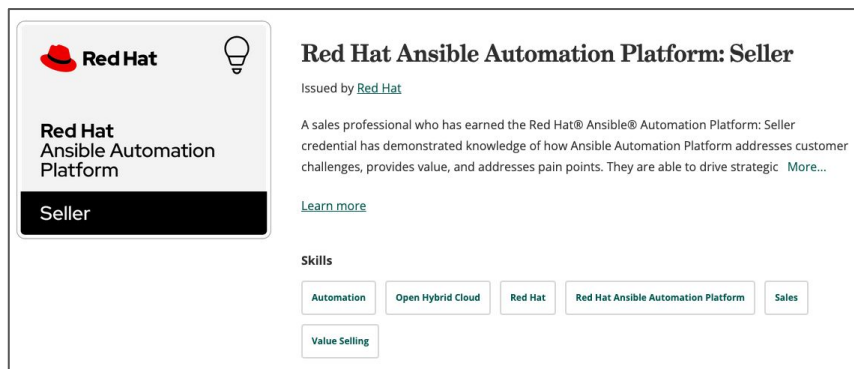 Red Hat
Red Hat
Ansible Automation
Platform
Seller
Red Hat Ansible Automation Platform: Seller
Issued by Red Hat
A sales professional who has earned the Red Hat® Ansible® Automation Platform: Seller
credential has demonstrated knowledge of how Ansible Automation Platform addresses customer
challenges, provides value, and addresses pain points. They are able to drive strategic More...
Learn more
Skills
Automation
Open Hybrid Cloud
Red Hat
Red Hat Ansible Automation Platform
Sales
Value Selling